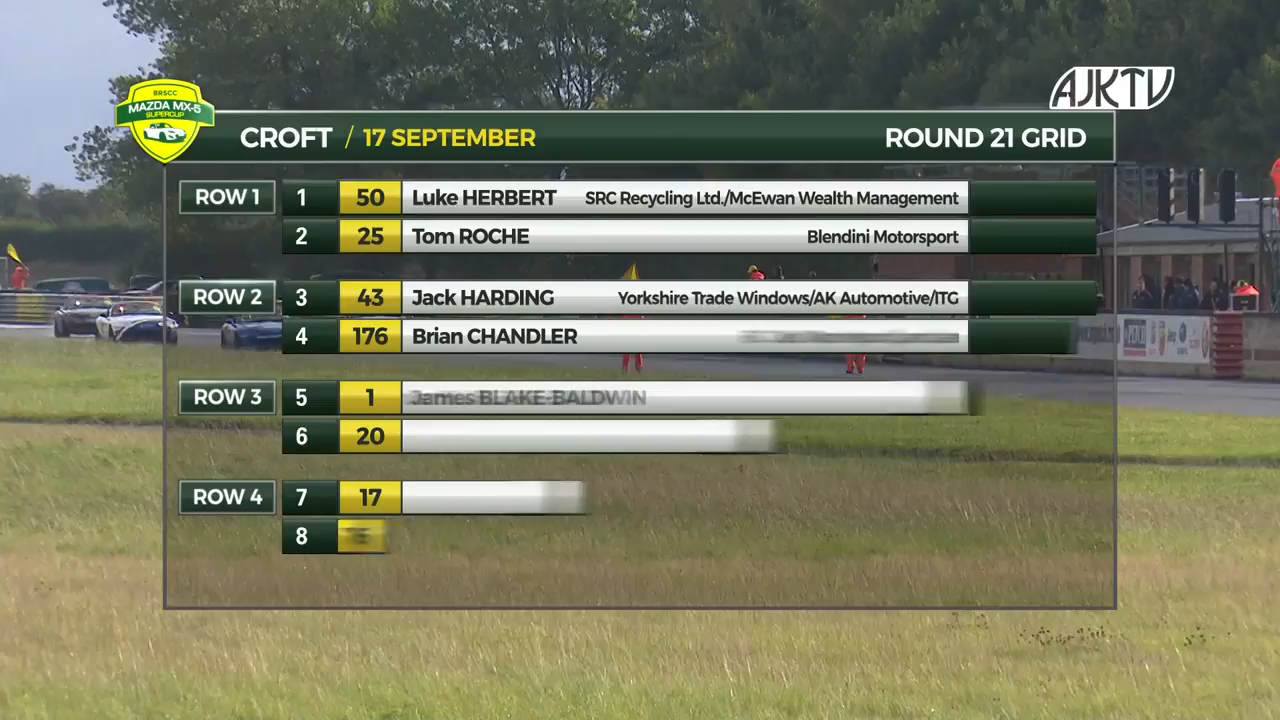 AJKTV
BRSCC
MAZDA MX-5
SUPERCUP
CROFT / 17 SEPTEMBER ROUND 21 GRID
ROW 1 1 50 Luke HERBERT SRC Recycling Ltd./McEwan Wealth Management
2 25 Tom ROCHE Blendini Motorsport
ROW 2 3 43 Jack HARDING Yorkshire Trade Windows/AK Automotive/ITG
4 176 Brian CHANDLER
ROW 3 5 1 James BLAKE-BALDWIN
6 20
ROW 4 7 17
8